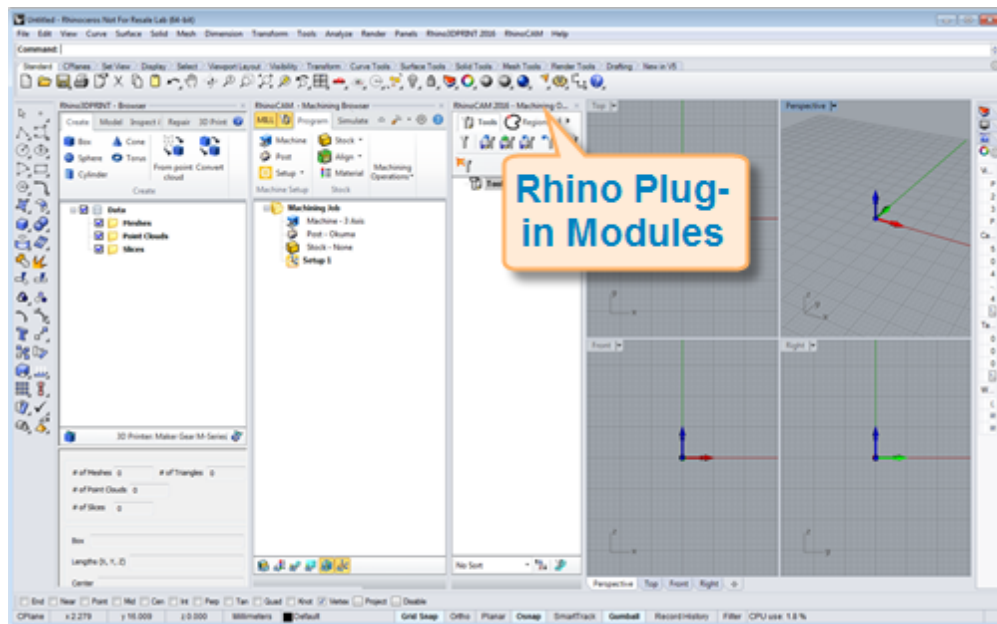 Untitled - Rhinoceros Not For Resale Lab (64-bit)
File Edit View Curve Surface Solid Mesh Dimension Transform Tools Analyze Render Panels Rhino3DPRINT 2016 RhinoCAM Help
Command:
Standard CPlanes Set View Display Select Viewport Layout Visibility Transform Curve Tools Surface Tools Solid Tools Mesh Tools Render Tools Drafting New in V5
Rhino3DPRINT - Browser
Create Model Inspect Repair 3D Print
Box Cone
Sphere Torus
Cylinder
From point cloud Convert
Create
Data
Meshes
Point Clouds
Slices
3D Printer: Maker Gear M-Series
# of Meshes 0 # of Triangles 0
# of Point Clouds 0
# of Slices 0
Box
Lengths (X, Y, Z)
Center
RhinoCAM - Machining Browser
MILL Program Simulate
Machine Stock
Post Align
Setup Material
Machining Operations
Machine Setup Stock
Machining Job
Machine - 3 Axis
Post - Okuma
Stock - None
Setup 1
RhinoCAM 2016 - Machining O...
Tools Region
No Sort
Rhino Plug-
in Modules
Top
Perspective
Front
Right
Perspective Top Front Right
End Near Point Mid Cen Int Perp Tan Quad Knot Vertex Project Disable
CPlane x 2.279 y 16.009 z 0.000 Millimeters Default Grid Snap Ortho Planar Osnap SmartTrack Gumball Record History Filter CPU use: 1.8 %